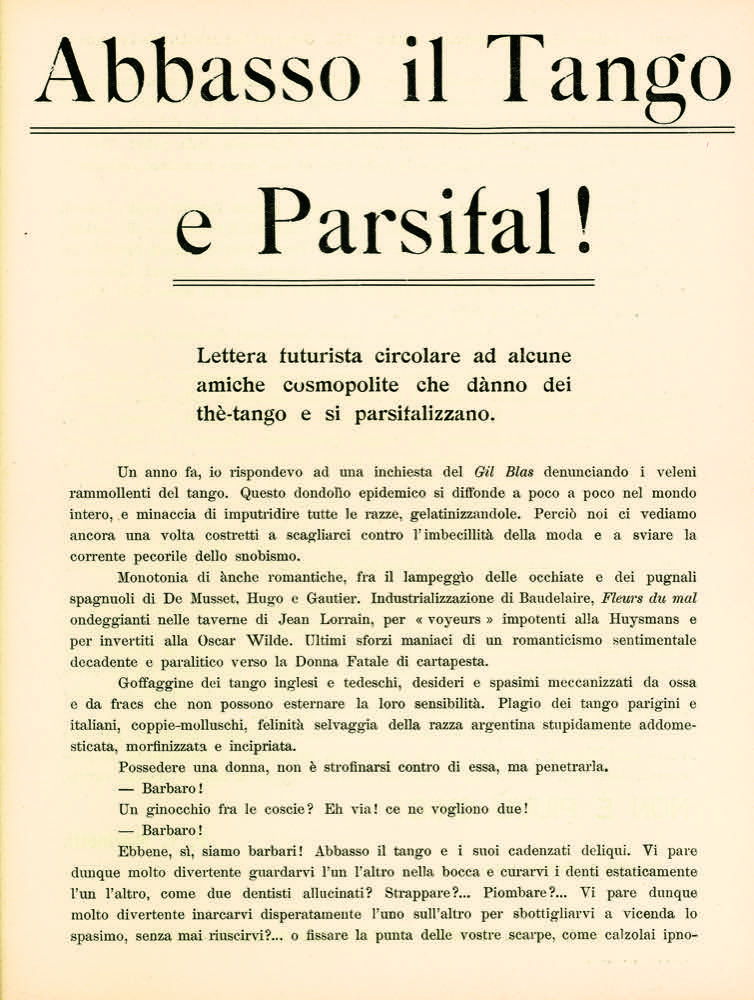 Abbasso il Tango
e Parsifal!
Lettera futurista circolare ad alcune
amiche cosmopolite che dànno dei
thè-tango e si parsifalizzano.
Un anno fa, io rispondevo ad una inchiesta del Gil Blas denunciando i veleni
rammollenti del tango. Questo dondolìo epidemico si diffonde a poco a poco nel mondo
intero, e minaccia di imputridire tutte le razze, gelatinizzandole. Perciò noi ci vediamo
ancora una volta costretti a scagliarci contro l'imbecillità della moda e a sviare la
corrente pecorile dello snobismo.
Monotonia di ànche romantiche, fra il lampeggìo delle occhiate e dei pugnali
spagnuoli di De Musset, Hugo e Gautier. Industrializzazione di Baudelaire, Fleurs du mal
ondeggianti nelle taverne di Jean Lorrain, per « voyeurs » impotenti alla Huysmans e
per invertiti alla Oscar Wilde. Ultimi sforzi maniaci di un romanticismo sentimentale
decadente e paralitico verso la Donna Fatale di cartapesta.
Goffaggine dei tango inglesi e tedeschi, desideri e spasimi meccanizzati da ossa
e da fracs che non possono esternare la loro sensibilità. Plagio dei tango parigini e
italiani, coppie-molluschi, felinità selvaggia della razza argentina stupidamente addome-
sticata, morfinizzata e incipriata.
Possedere una donna, non è strofinarsi contro di essa, ma penetrarla.
— Barbaro!
Un ginocchio fra le coscie? Eh via! ce ne vogliono due!
— Barbaro!
Ebbene, sì, siamo barbari! Abbasso il tango e i suoi cadenzati deliqui. Vi pare
dunque molto divertente guardarvi l'un l'altro nella bocca e curarvi i denti estaticamente
l'un l'altro, come due dentisti allucinati? Strappare?... Piombare?... Vi pare dunque
molto divertente inarcarvi disperatamente l'uno sull'altro per sbottigliarvi a vicenda lo
spasimo, senza mai riuscirvi?... o fissare la punta delle vostre scarpe, come calzolai ipno-